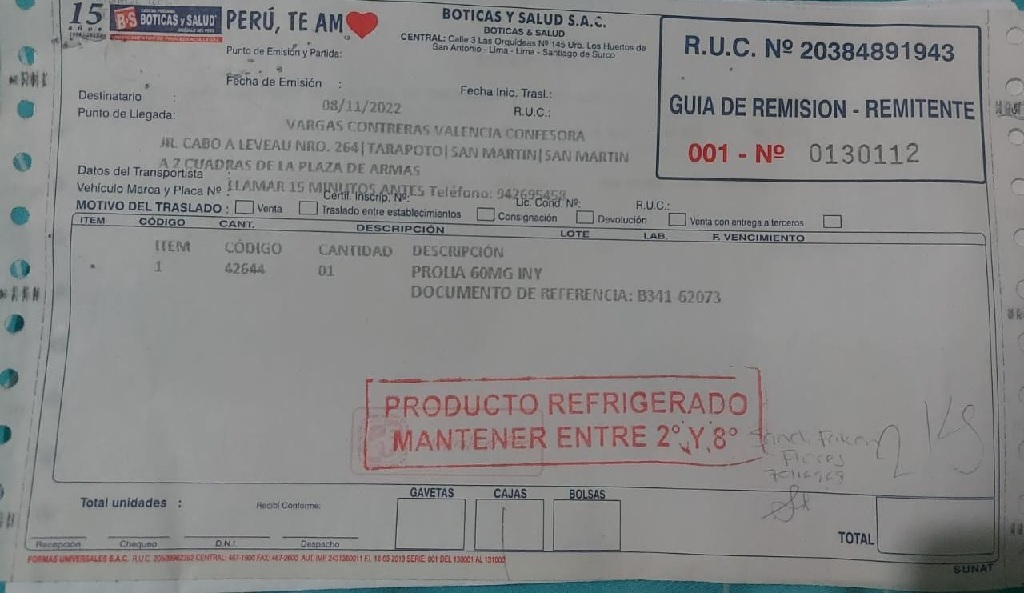 15 AÑOS B·S BOTICAS Y SALUD PERÚ, TE AM
BOTICAS Y SALUD S.A.C.
BOTICAS & SALUD
CENTRAL: Calle 3 Las Orquídeas Nº 145 Urb. Los Huertos de
San Antonio - Lima - Lima - Santiago de Surco
R.U.C. Nº 20384891943
GUIA DE REMISION - REMITENTE
001 - Nº 0130112
Punto de Emisión y Partida:
Fecha de Emisión :
Fecha Inic. Trasl.:
Destinatario :
08/11/2022
R.U.C.:
Punto de Llegada:
VARGAS CONTRERAS VALENCIA CONFESORA
JR. CABO A LEVEAU NRO. 264|TARAPOTO|SAN MARTIN|SAN MARTIN
A 2 CUADRAS DE LA PLAZA DE ARMAS
Datos del Transportista
LLAMAR 15 MINUTOS ANTES Teléfono: 942695458
Vehículo Marca y Placa Nº : Certif. Inscrip. Nº: Lic. Cond. Nº: R.U.C.:
MOTIVO DEL TRASLADO : Venta Traslado entre establecimientos Consignación Devolución Venta con entrega a terceros
ITEM CÓDIGO CANT. DESCRIPCIÓN LOTE LAB. F. VENCIMIENTO
ITEM CÓDIGO CANTIDAD DESCRIPCIÓN
1 42644 01 PROLIA 60MG INY
DOCUMENTO DE REFERENCIA: B341-62073
PRODUCTO REFRIGERADO
MANTENER ENTRE 2° Y 8°
Flores
Total unidades :
Recibí Conforme:
GAVETAS CAJAS BOLSAS
TOTAL
Recepción Chequeo D.N.I. Despacho
FORMAS UNIVERSALES S.A.C.
SUNAT